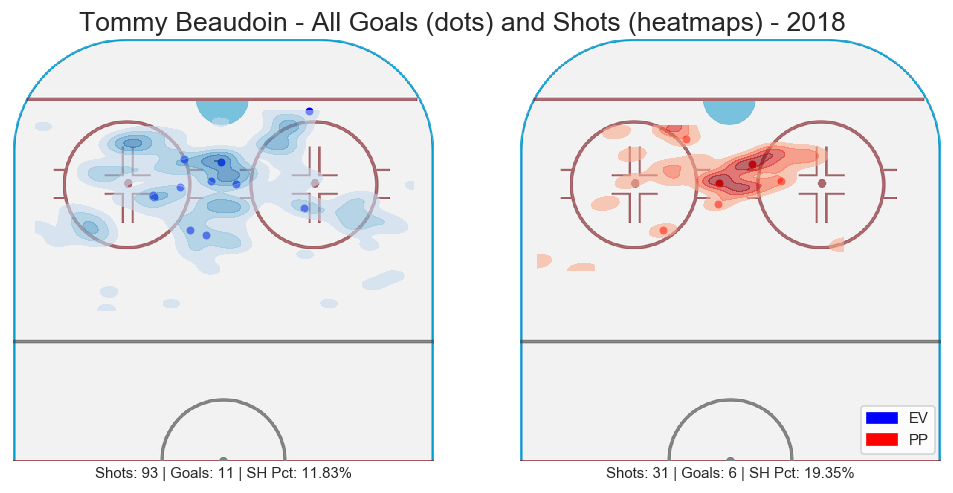 Tommy Beaudoin - All Goals (dots) and Shots (heatmaps) - 2018
EV
PP
Shots: 93 | Goals: 11 | SH Pct: 11.83%
Shots: 31 | Goals: 6 | SH Pct: 19.35%